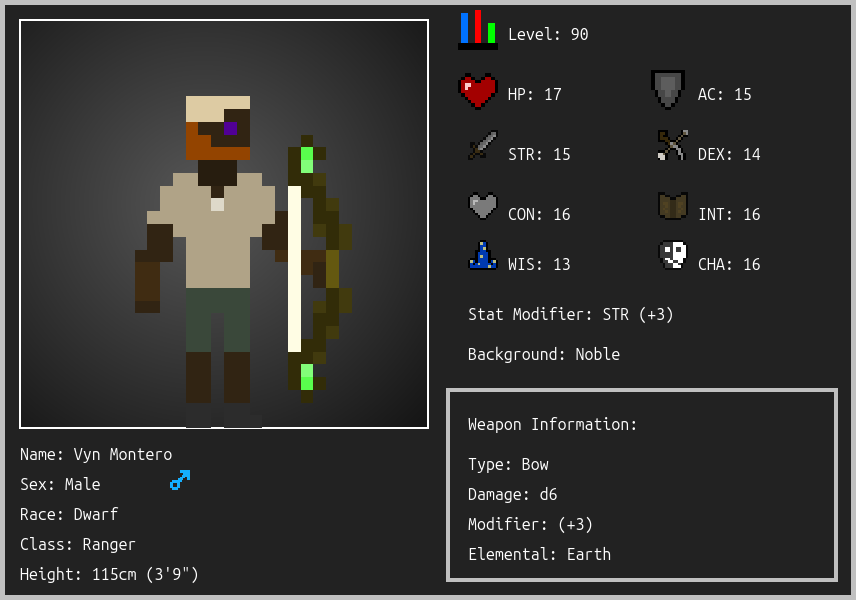 Level: 90
HP: 17
AC: 15
STR: 15
DEX: 14
CON: 16
INT: 16
WIS: 13
CHA: 16
Stat Modifier: STR (+3)
Background: Noble
Weapon Information:
Type: Bow
Damage: d6
Modifier: (+3)
Elemental: Earth
Name: Vyn Montero
Sex: Male
Race: Dwarf
Class: Ranger
Height: 115cm (3'9")